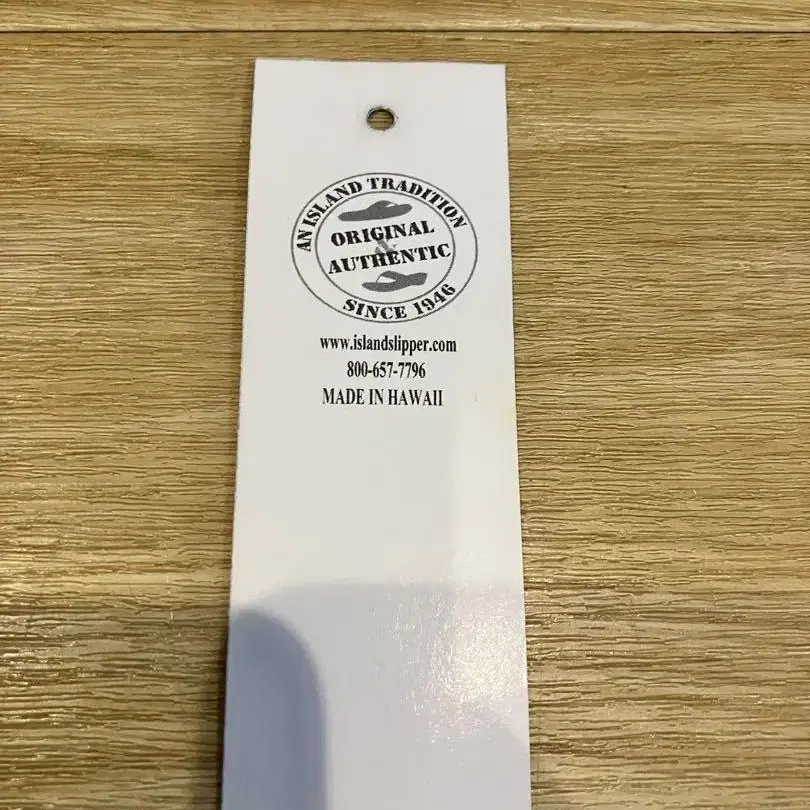 AN ISLAND TRADITION
ORIGINAL
&
AUTHENTIC
SINCE 1946
www.islandslipper.com
800-657-7796
MADE IN HAWAII